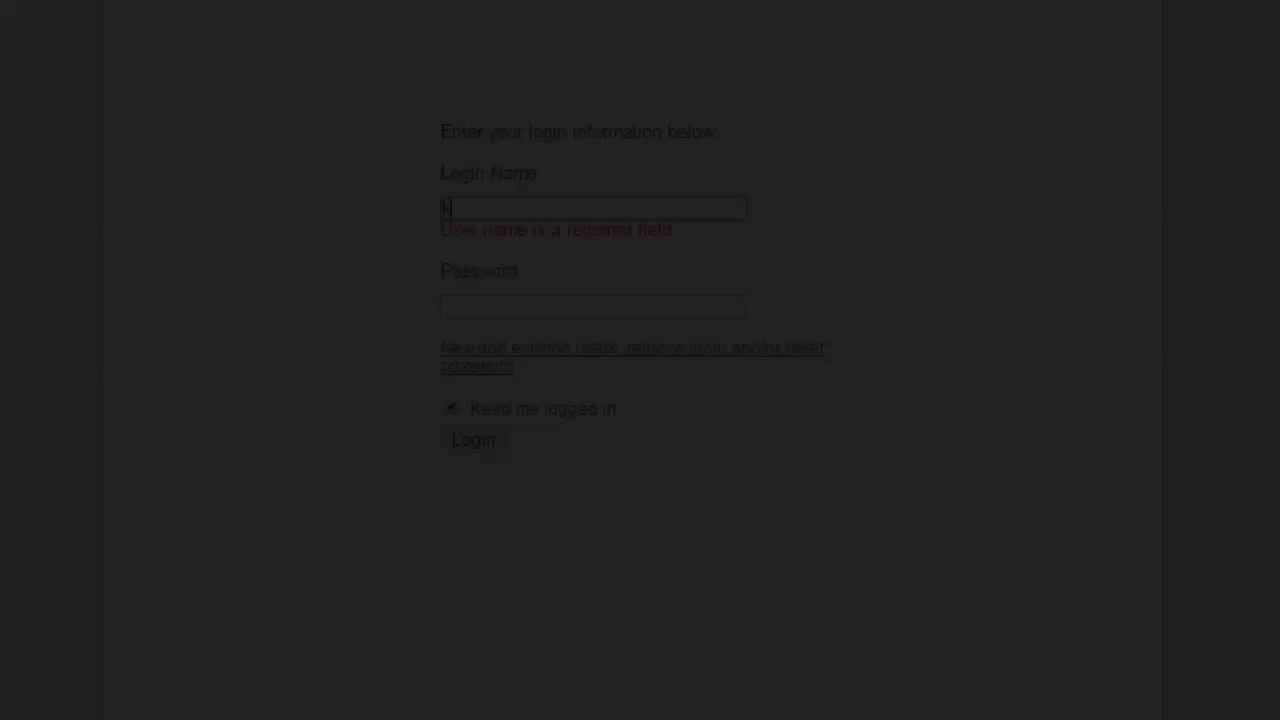 Enter your login information below.
Login Name
k
User name is a required field
Password
New and existing users, retrieve login and/or reset
password
Keep me logged in
Login